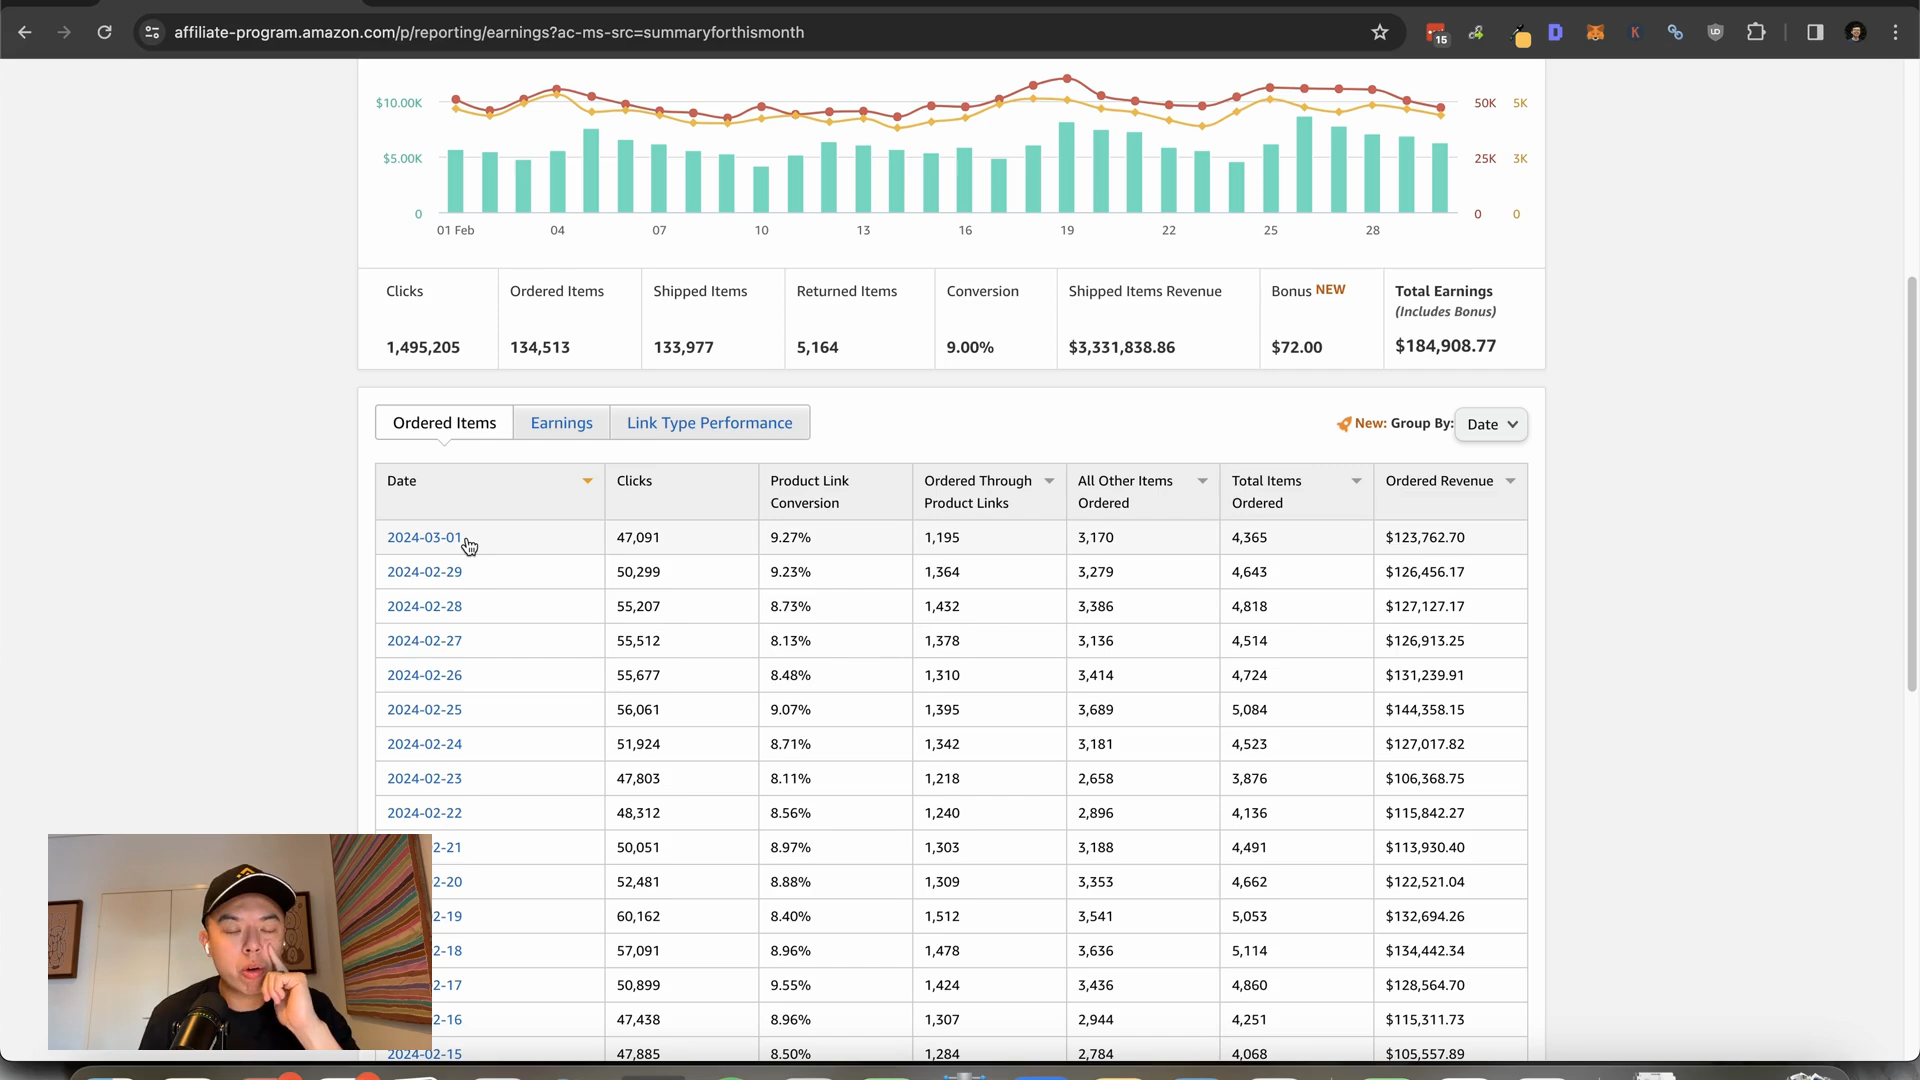 affiliate-program.amazon.com/p/reporting/earnings?ac-ms-src=summaryforthismonth
15
D
K
$10.00K 50K 5K
$5.00K 25K 3K
0 0 0
01 Feb 04 07 10 13 16 19 22 25 28
Clicks Ordered Items Shipped Items Returned Items Conversion Shipped Items Revenue Bonus NEW Total Earnings
(Includes Bonus)
1,495,205 134,513 133,977 5,164 9.00% $3,331,838.86 $72.00 $184,908.77
Ordered Items Earnings Link Type Performance New: Group By: Date
Date Clicks Product Link Conversion Ordered Through Product Links All Other Items Ordered Total Items Ordered Ordered Revenue
2024-03-01 47,091 9.27% 1,195 3,170 4,365 $123,762.70
2024-02-29 50,299 9.23% 1,364 3,279 4,643 $126,456.17
2024-02-28 55,207 8.73% 1,432 3,386 4,818 $127,127.17
2024-02-27 55,512 8.13% 1,378 3,136 4,514 $126,913.25
2024-02-26 55,677 8.48% 1,310 3,414 4,724 $131,239.91
2024-02-25 56,061 9.07% 1,395 3,689 5,084 $144,358.15
2024-02-24 51,924 8.71% 1,342 3,181 4,523 $127,017.82
2024-02-23 47,803 8.11% 1,218 2,658 3,876 $106,368.75
2024-02-22 48,312 8.56% 1,240 2,896 4,136 $115,842.27
2-21 50,051 8.97% 1,303 3,188 4,491 $113,930.40
2-20 52,481 8.88% 1,309 3,353 4,662 $122,521.04
2-19 60,162 8.40% 1,512 3,541 5,053 $132,694.26
2-18 57,091 8.96% 1,478 3,636 5,114 $134,442.34
2-17 50,899 9.55% 1,424 3,436 4,860 $128,564.70
2-16 47,438 8.96% 1,307 2,944 4,251 $115,311.73
2024-02-15 47,885 8.50% 1,284 2,784 4,068 $105,557.89